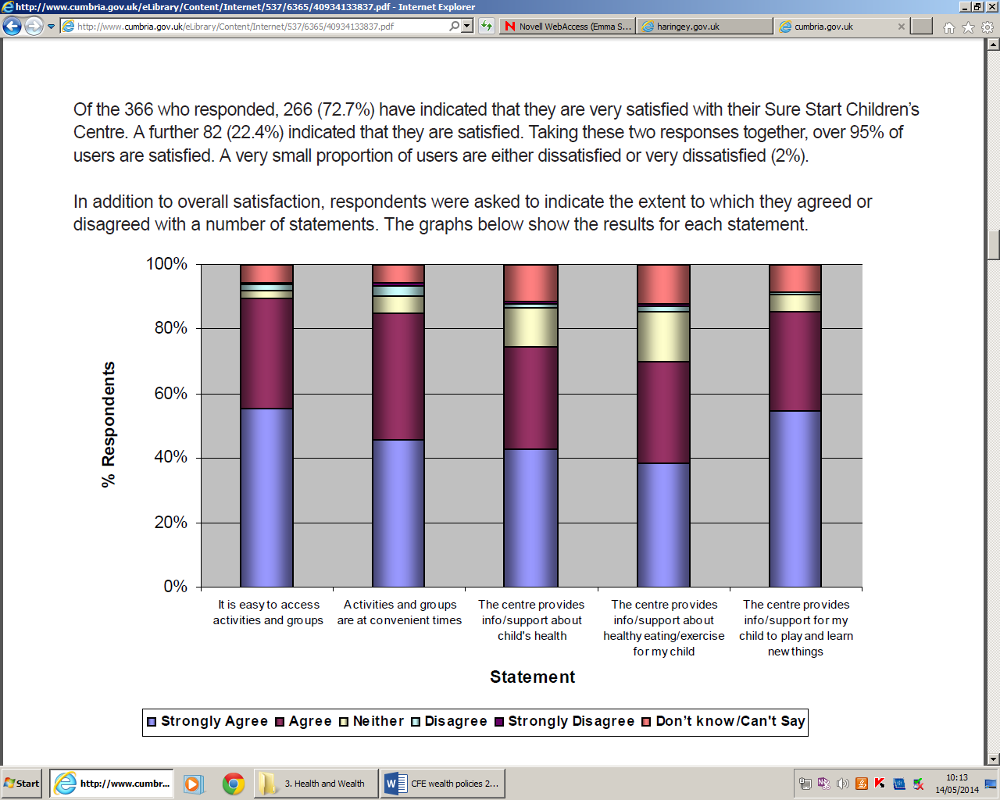 http://www.cumbria.gov.uk/eLibrary/Content/Internet/537/6365/40934133837.pdf - Internet Explorer
http://www.cumbria.gov.uk/eLibrary/Content/Internet/537/6365/40934133837.pdf
Novell WebAccess (Emma S...
haringey.gov.uk
cumbria.gov.uk
Of the 366 who responded, 266 (72.7%) have indicated that they are very satisfied with their Sure Start Children's
Centre. A further 82 (22.4%) indicated that they are satisfied. Taking these two responses together, over 95% of
users are satisfied. A very small proportion of users are either dissatisfied or very dissatisfied (2%).
In addition to overall satisfaction, respondents were asked to indicate the extent to which they agreed or
disagreed with a number of statements. The graphs below show the results for each statement.
100%
80%
60%
40%
20%
0%
% Respondents
It is easy to access
activities and groups
Activities and groups
are at convenient times
The centre provides
info/support about
child's health
The centre provides
info/support about
healthy eating/exercise
for my child
The centre provides
info/support for my
child to play and learn
new things
Statement
Strongly Agree Agree Neither Disagree Strongly Disagree Don't know/Can't Say
Start
http://www.cumbr...
3. Health and Wealth
CFE wealth policies 2...
10:13
14/05/2014